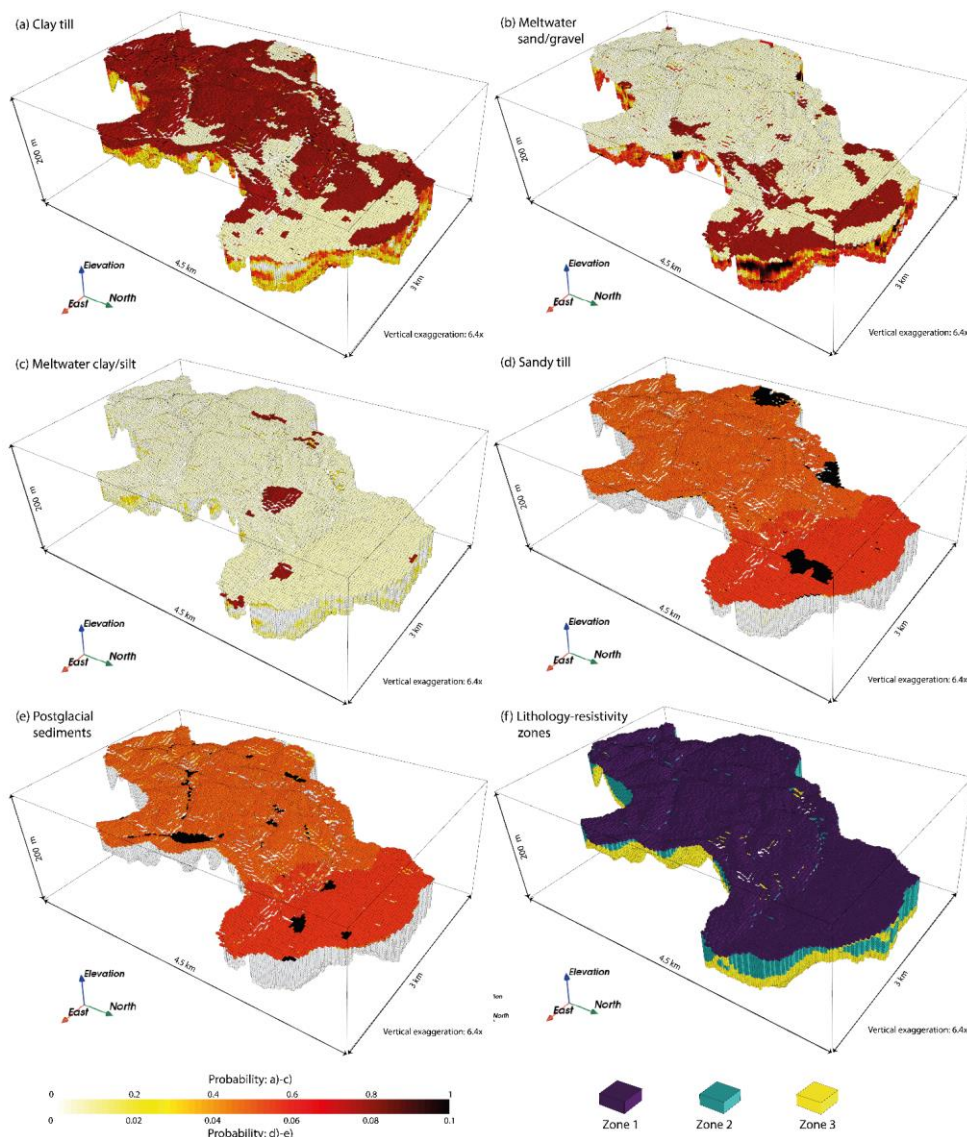 (a) Clay till
200 m
4.5 km
3 km
Elevation
East
North
Vertical exaggeration: 6.4x
(b) Meltwater
sand/gravel
200 m
4.5 km
3 km
Elevation
East
North
Vertical exaggeration: 6.4x
(c) Meltwater clay/silt
200 m
4.5 km
3 km
Elevation
East
North
Vertical exaggeration: 6.4x
(d) Sandy till
200 m
4.5 km
3 km
Elevation
East
North
Vertical exaggeration: 6.4x
(e) Postglacial
sediments
200 m
4.5 km
3 km
Elevation
East
North
Vertical exaggeration: 6.4x
(f) Lithology-resistivity
zones
200 m
4.5 km
3 km
Elevation
East
North
North
Vertical exaggeration: 6.4x
Probability: a)-c)
0 0.2 0.4 0.6 0.8 1
0 0.02 0.04 0.06 0.08 0.1
Probability: d)-e)
Zone 1 Zone 2 Zone 3